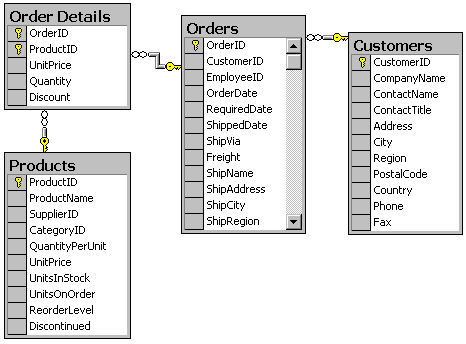 Order Details
OrderID
ProductID
UnitPrice
Quantity
Discount
Orders
OrderID
CustomerID
EmployeeID
OrderDate
RequiredDate
ShippedDate
ShipVia
Freight
ShipName
ShipAddress
ShipCity
ShipRegion
Customers
CustomerID
CompanyName
ContactName
ContactTitle
Address
City
Region
PostalCode
Country
Phone
Fax
Products
ProductID
ProductName
SupplierID
CategoryID
QuantityPerUnit
UnitPrice
UnitsInStock
UnitsOnOrder
ReorderLevel
Discontinued